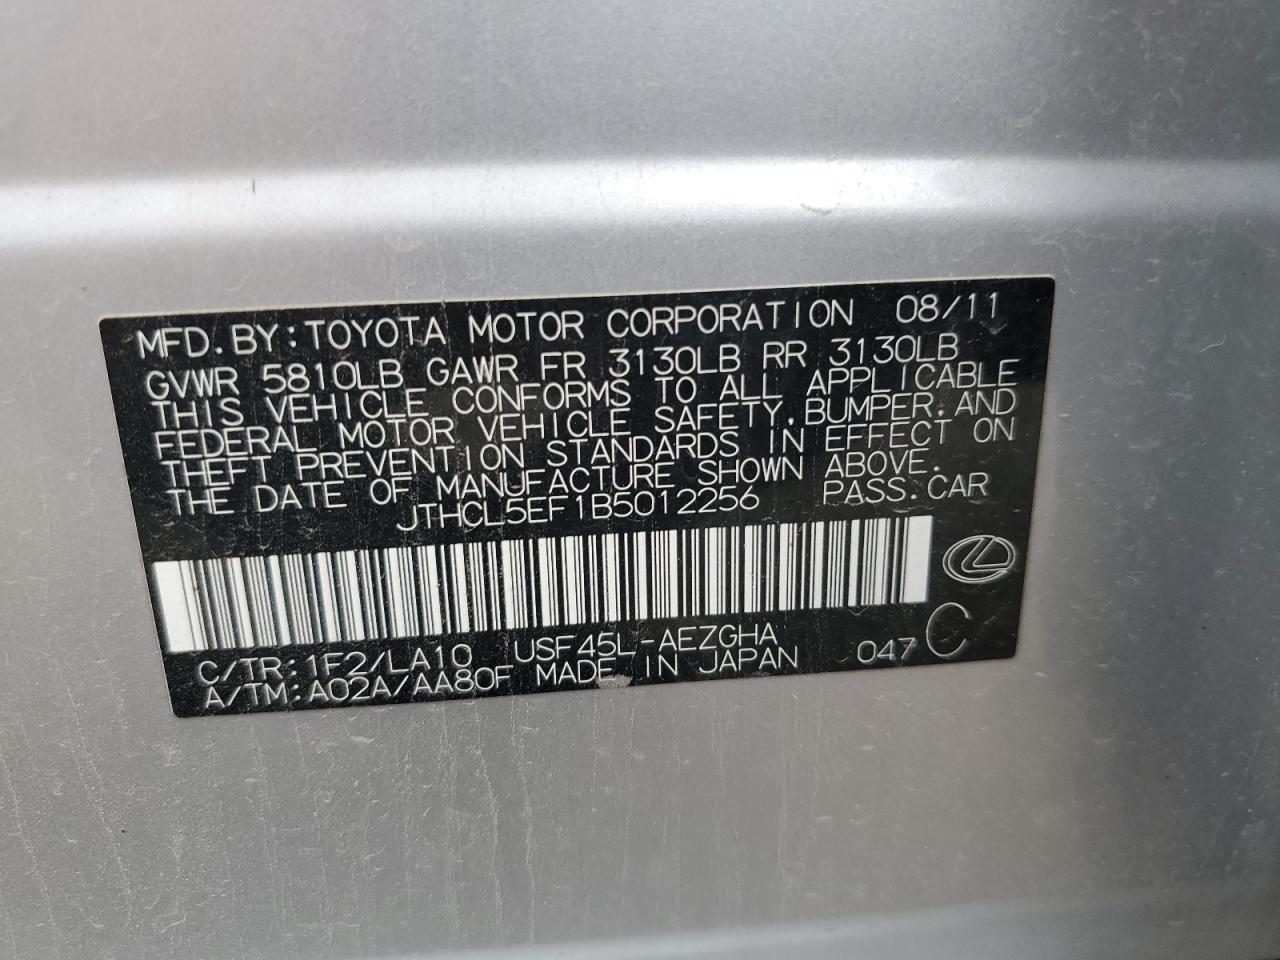 MFD. BY: TOYOTA MOTOR CORPORATION 08/11
GVWR 5810LB GAWR FR 3130LB RR 3130LB
THIS VEHICLE CONFORMS TO ALL APPLICABLE
FEDERAL MOTOR VEHICLE SAFETY, BUMPER, AND
THEFT PREVENTION STANDARDS IN EFFECT ON
THE DATE OF MANUFACTURE SHOWN ABOVE.
JTHCL5EF1B5012256 PASS. CAR
C/TR: 1F2/LA10 USF45L-AEZGHA
A/TM: A02A/AA80F MADE IN JAPAN 047 C